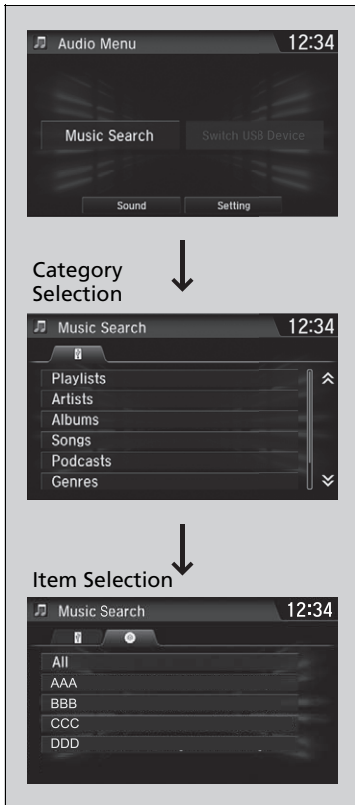 Audio Menu 12:34
Music Search Switch USB Device
Sound Setting
Category
Selection
Music Search 12:34
Playlists
Artists
Albums
Songs
Podcasts
Genres
Item Selection
Music Search 12:34
All
AAA
BBB
CCC
DDD